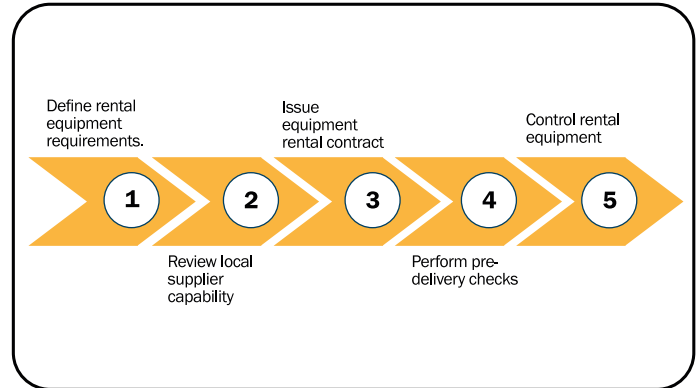 Define rental
equipment
requirements.
Issue
equipment
rental contract
Control rental
equipment
1
2
3
4
5
Review local
supplier
capability
Perform pre-
delivery checks